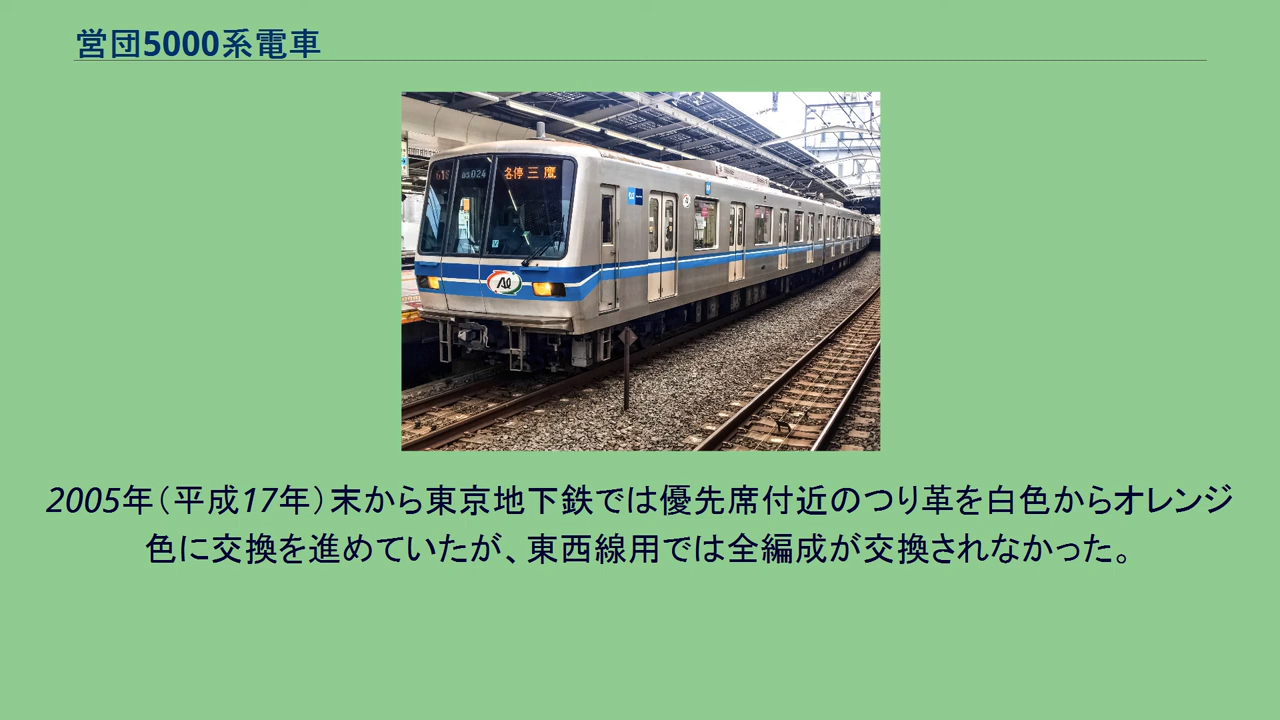 営団5000系電車
各停 三鷹
2005年（平成17年）末から東京地下鉄では優先席付近のつり革を白色からオレンジ
色に交換を進めていたが、東西線用では全編成が交換されなかった。